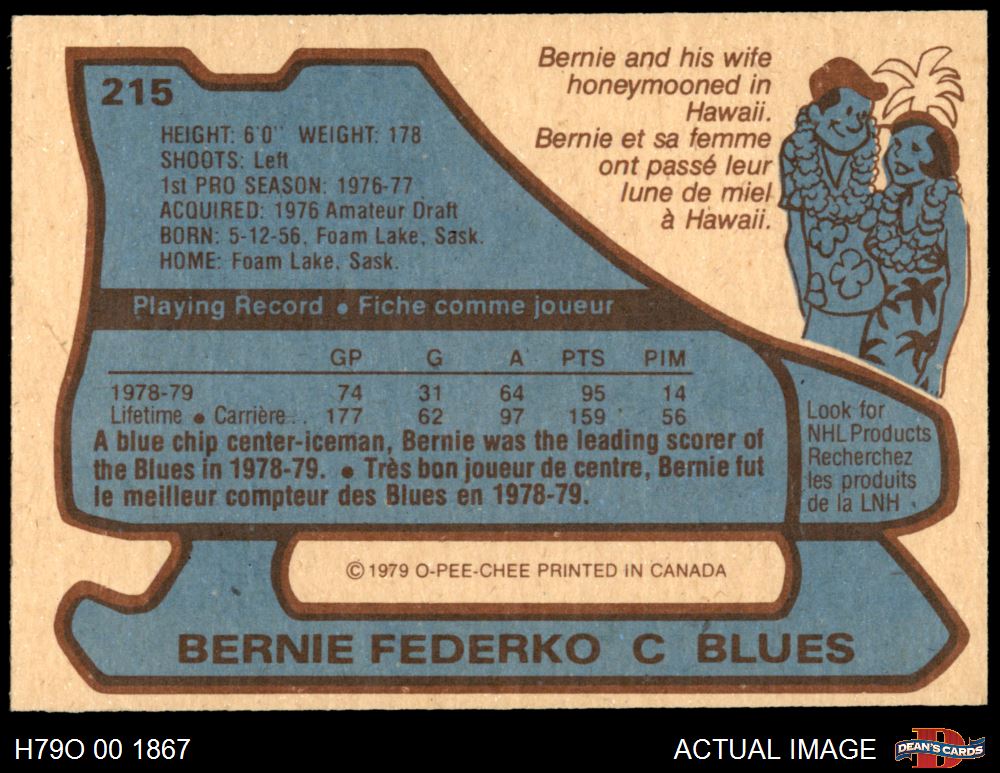 215
HEIGHT: 6'0" WEIGHT: 178
SHOOTS: Left
1st PRO SEASON: 1976-77
ACQUIRED: 1976 Amateur Draft
BORN: 5-12-56, Foam Lake, Sask.
HOME: Foam Lake, Sask.
Bernie and his wife
honeymooned in
Hawaii.
Bernie et sa femme
ont passé leur
lune de miel
à Hawaii.
Playing Record • Fiche comme joueur
GP G A PTS PIM
1978-79 74 31 64 95 14
Lifetime • Carrière.. 177 62 97 159 56
A blue chip center-iceman, Bernie was the leading scorer of
the Blues in 1978-79. • Très bon joueur de centre, Bernie fut
le meilleur compteur des Blues en 1978-79.
Look for
NHL Products
Recherchez
les produits
de la LNH
© 1979 O-PEE-CHEE PRINTED IN CANADA
BERNIE FEDERKO C BLUES
H79O 00 1867
ACTUAL IMAGE
D
DEAN'S CARDS